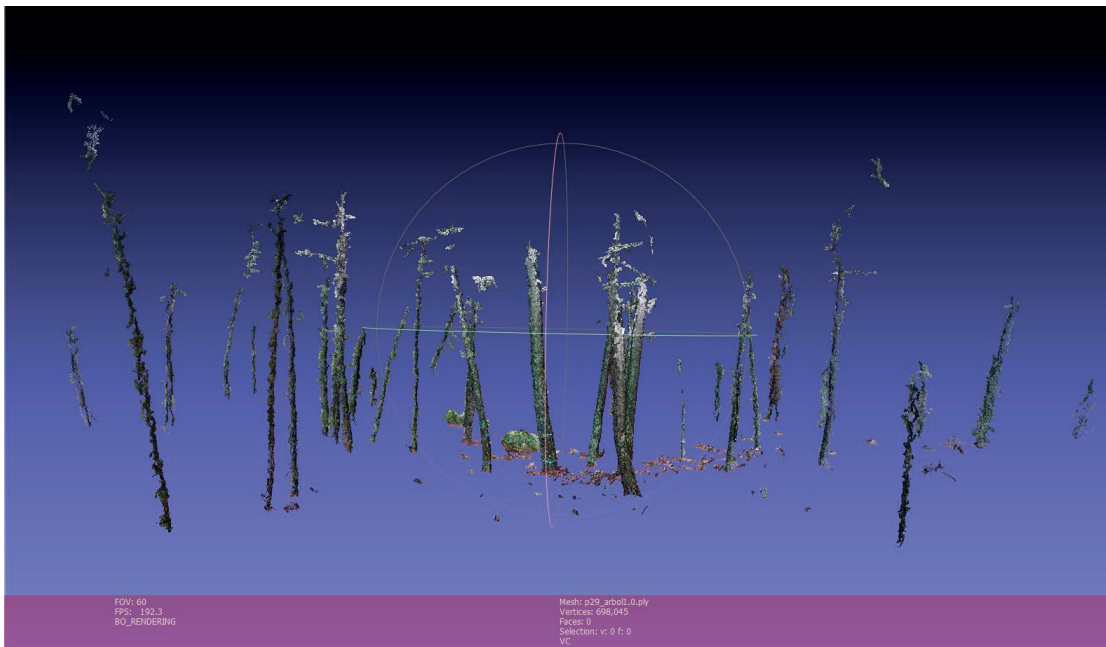 FOV: 60
FPS: 192.3
BO_RENDERING
Mesh: p29_arbol1.0.ply
Vertices: 698,045
Faces: 0
Selection: v: 0 f: 0
VC